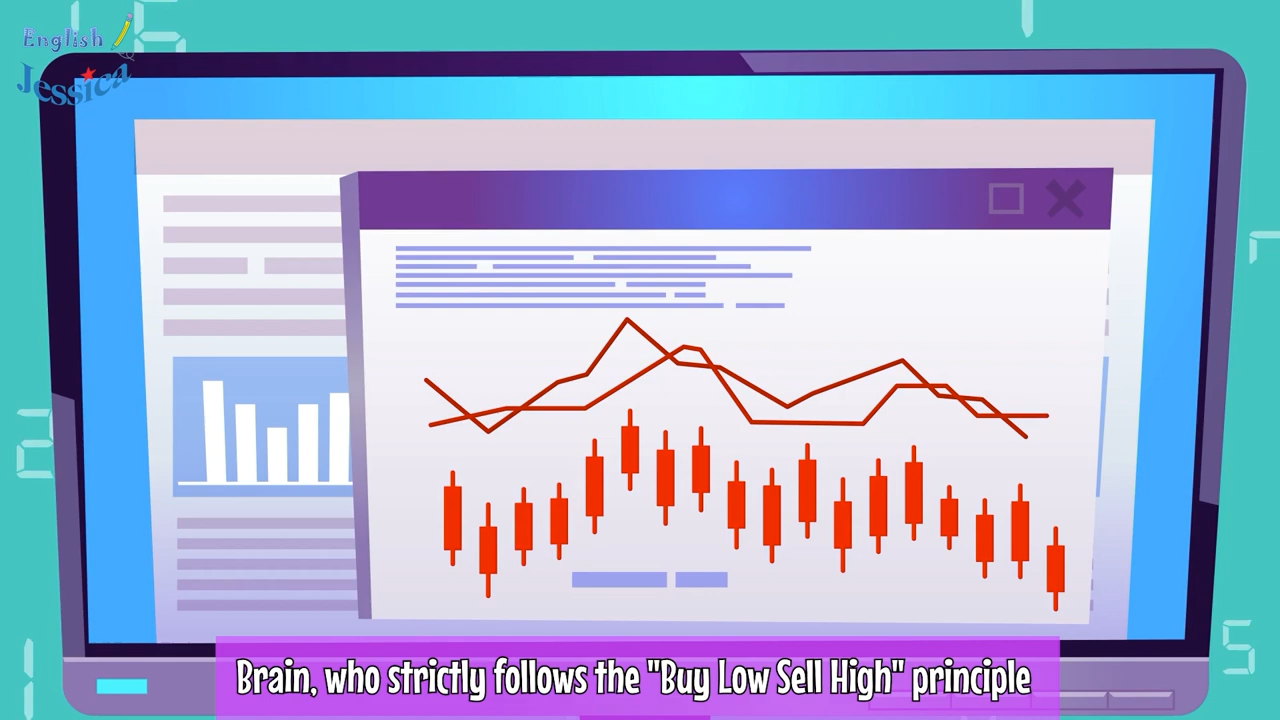 English
Jessica
Brain, who strictly follows the "Buy Low Sell High" principle